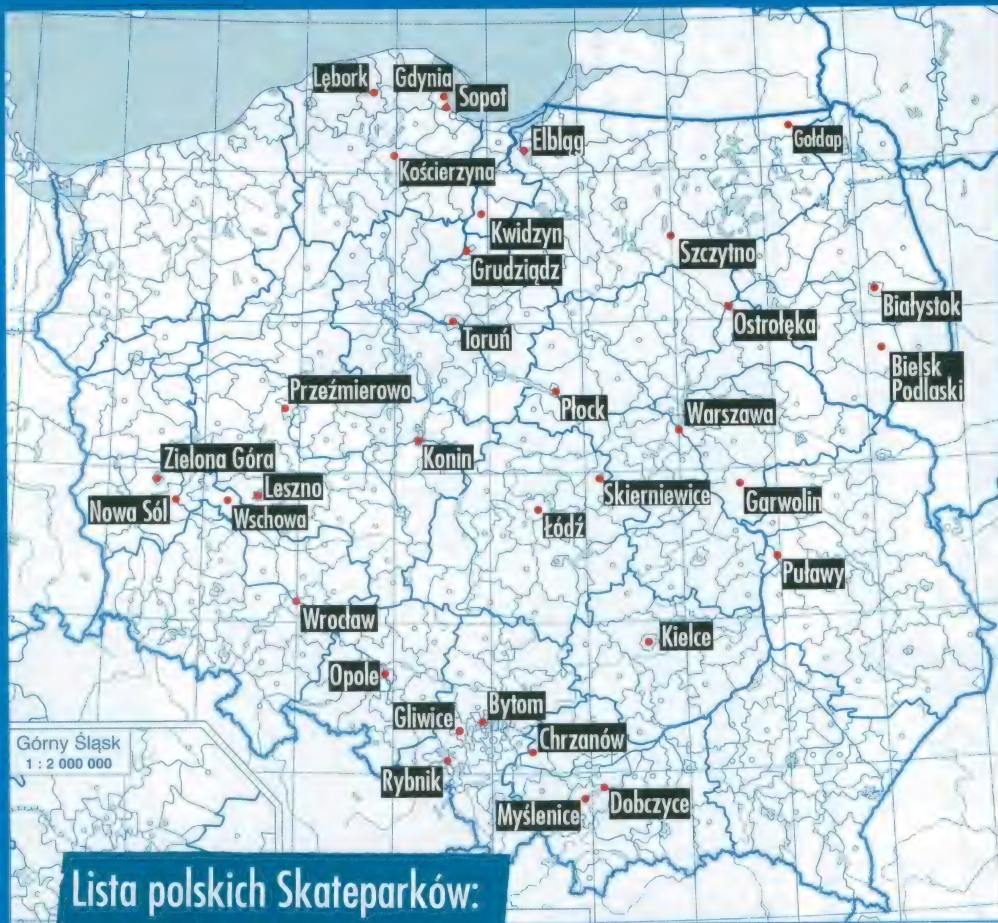 Lębork
Gdynia
Sopot
Elbląg
Gołdap
Kościerzyna
Kwidzyn
Grudziądz
Szczytno
Białystok
Ostrołęka
Toruń
Bielsk
Podlaski
Przeźmierowo
Płock
Warszawa
Zielona Góra
Konin
Leszno
Skierniewice
Garwolin
Nowa Sól
Wschowa
Łódź
Puławy
Wrocław
Kielce
Opole
Bytom
Gliwice
Chrzanów
Górny Śląsk
1 : 2 000 000
Rybnik
Myślenice
Dobczyce
Lista polskich Skateparków: